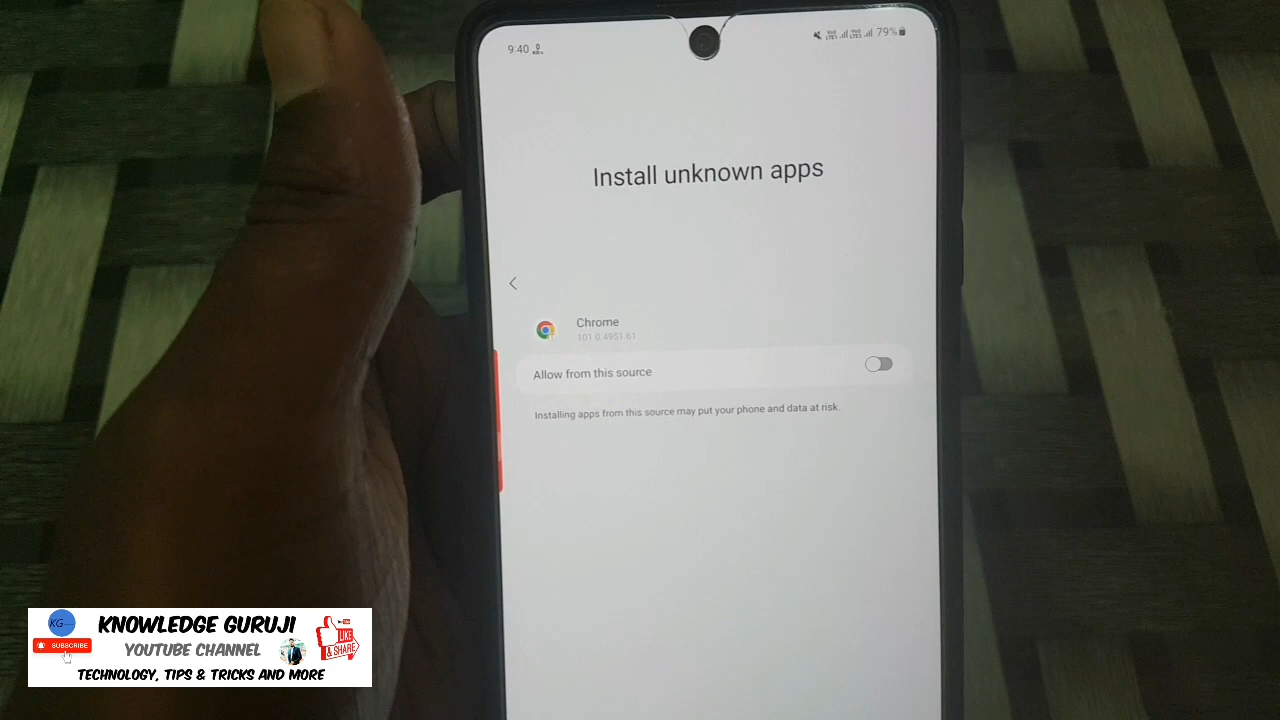 9:40
79%
Install unknown apps
Chrome
101.0.4951.61
Allow from this source
Installing apps from this source may put your phone and data at risk.
KG
KNOWLEDGE GURUJI
SUBSCRIBE
YOUTUBE CHANNEL
LIKE
& SHARE
TECHNOLOGY, TIPS & TRICKS AND MORE